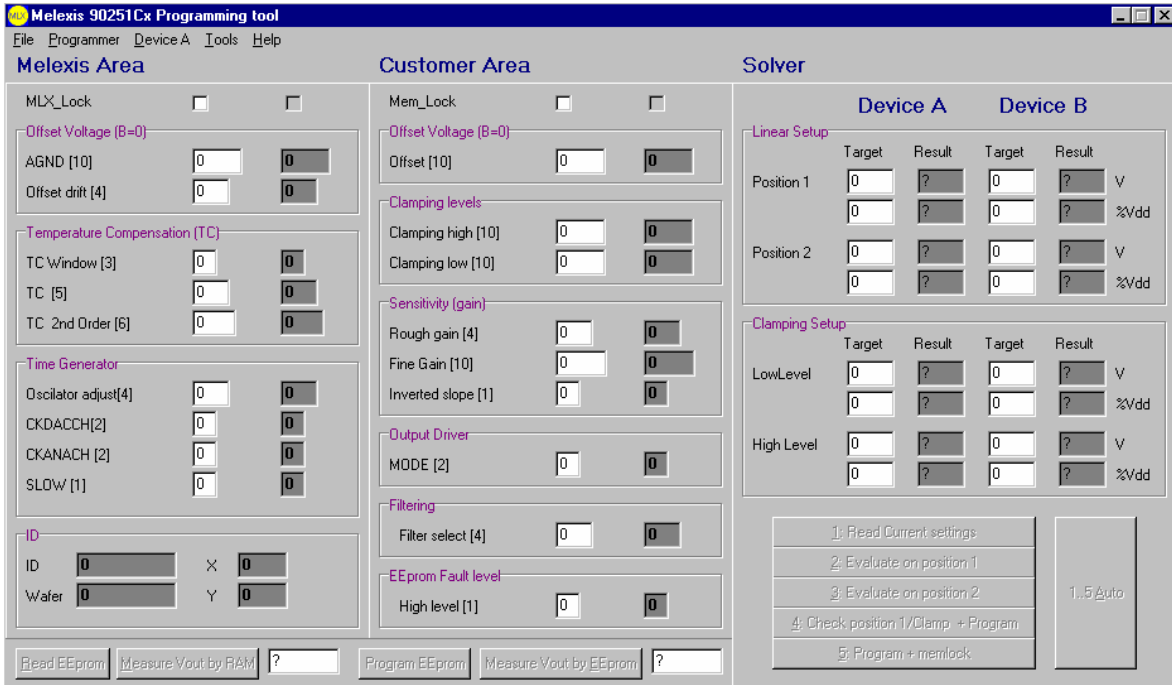 MLX Melexis 90251Cx Programming tool
File Programmer Device A Tools Help
Melexis Area
MLX_Lock
Offset Voltage (B=0)
AGND [10] 0 0
Offset drift [4] 0 0
Temperature Compensation (TC)
TC Window [3] 0 0
TC [5] 0 0
TC 2nd Order [6] 0 0
Time Generator
Oscilator adjust[4] 0 0
CKDACCH[2] 0 0
CKANACH [2] 0 0
SLOW [1] 0 0
ID
ID 0 X 0
Wafer 0 Y 0
Read EEprom Measure Vout by RAM ?
Customer Area
Mem_Lock
Offset Voltage (B=0)
Offset [10] 0 0
Clamping levels
Clamping high [10] 0 0
Clamping low [10] 0 0
Sensitivity (gain)
Rough gain [4] 0 0
Fine Gain [10] 0 0
Inverted slope [1] 0 0
Output Driver
MODE [2] 0 0
Filtering
Filter select [4] 0 0
EEprom Fault level
High level [1] 0 0
Program EEprom Measure Vout by EEprom ?
Solver
Device A Device B
Linear Setup
Target Result Target Result
Position 1 0 ? 0 ? V
0 ? 0 ? %Vdd
Position 2 0 ? 0 ? V
0 ? 0 ? %Vdd
Clamping Setup
Target Result Target Result
LowLevel 0 ? 0 ? V
0 ? 0 ? %Vdd
High Level 0 ? 0 ? V
0 ? 0 ? %Vdd
1: Read Current settings
2: Evaluate on position 1
3: Evaluate on position 2
4: Check position 1/Clamp + Program
5: Program + memlock
1..5 Auto